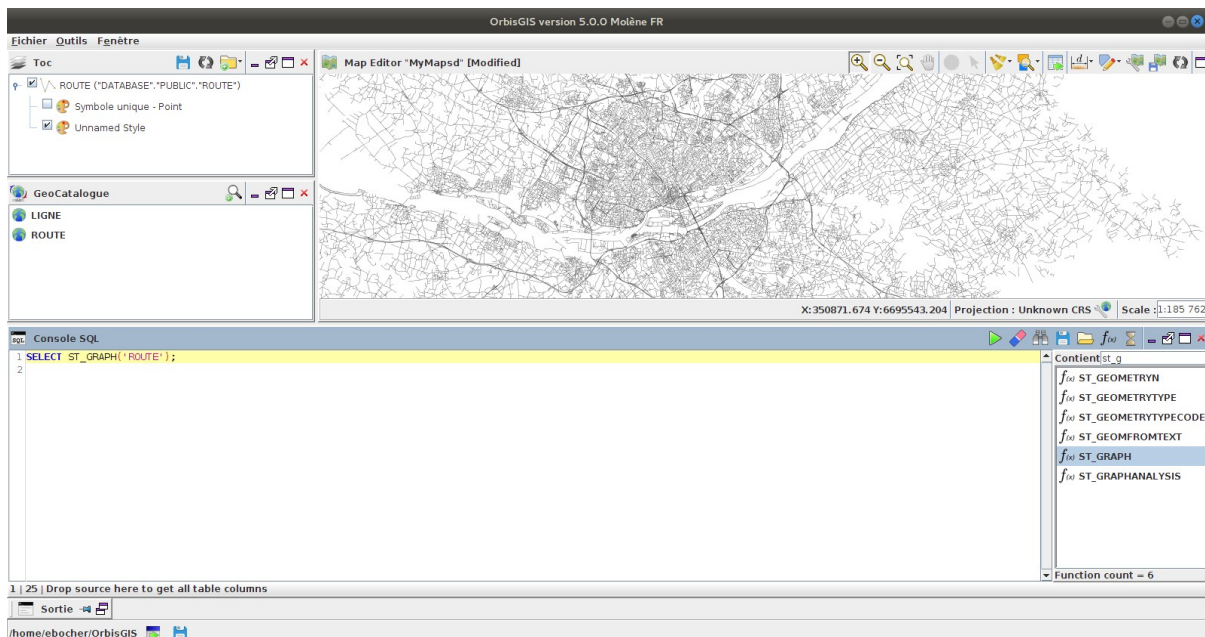 OrbisGIS version 5.0.0 Molène FR
Fichier Outils Fenêtre
Toc
ROUTE ("DATABASE"."PUBLIC"."ROUTE")
Symbole unique - Point
Unnamed Style
Map Editor "MyMapsd" [Modified]
GeoCatalogue
LIGNE
ROUTE
X:350871.674 Y:6695543.204 Projection : Unknown CRS Scale : 1:185 762
SQL Console SQL
f(x)
1 SELECT ST_GRAPH('ROUTE');
2
Contient st_g
f(x) ST_GEOMETRYN
f(x) ST_GEOMETRYTYPE
f(x) ST_GEOMETRYTYPECODE
f(x) ST_GEOMFROMTEXT
f(x) ST_GRAPH
f(x) ST_GRAPHANALYSIS
Function count = 6
1 | 25 | Drop source here to get all table columns
Sortie
/home/ebocher/OrbisGIS